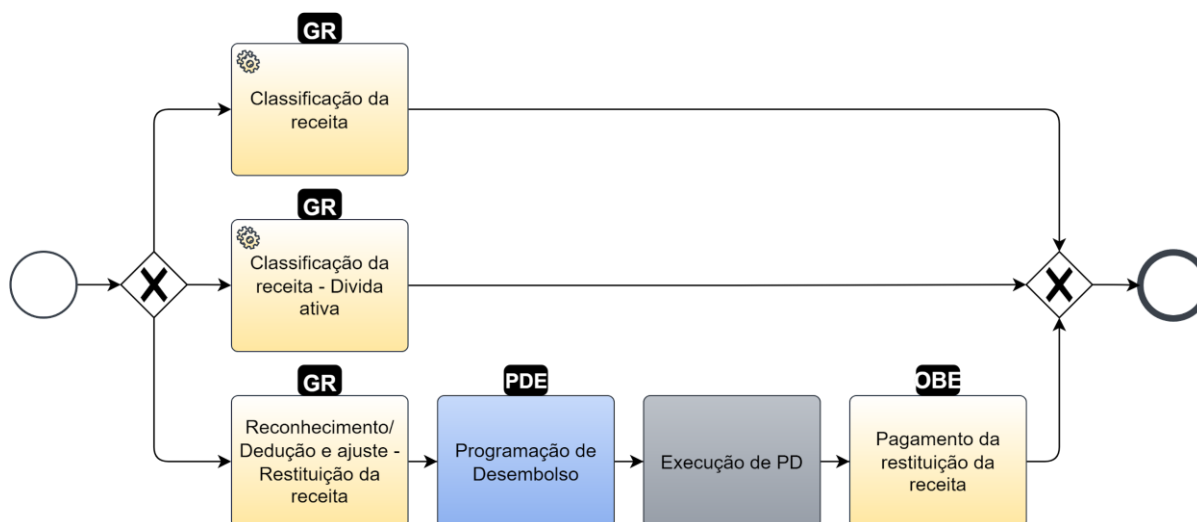 GR
Classificação da
receita
GR
Classificação da
receita - Divida
ativa
GR
Reconhecimento/
Dedução e ajuste -
Restituição da
receita
PDE
Programação de
Desembolso
Execução de PD
OBE
Pagamento da
restituição da
receita